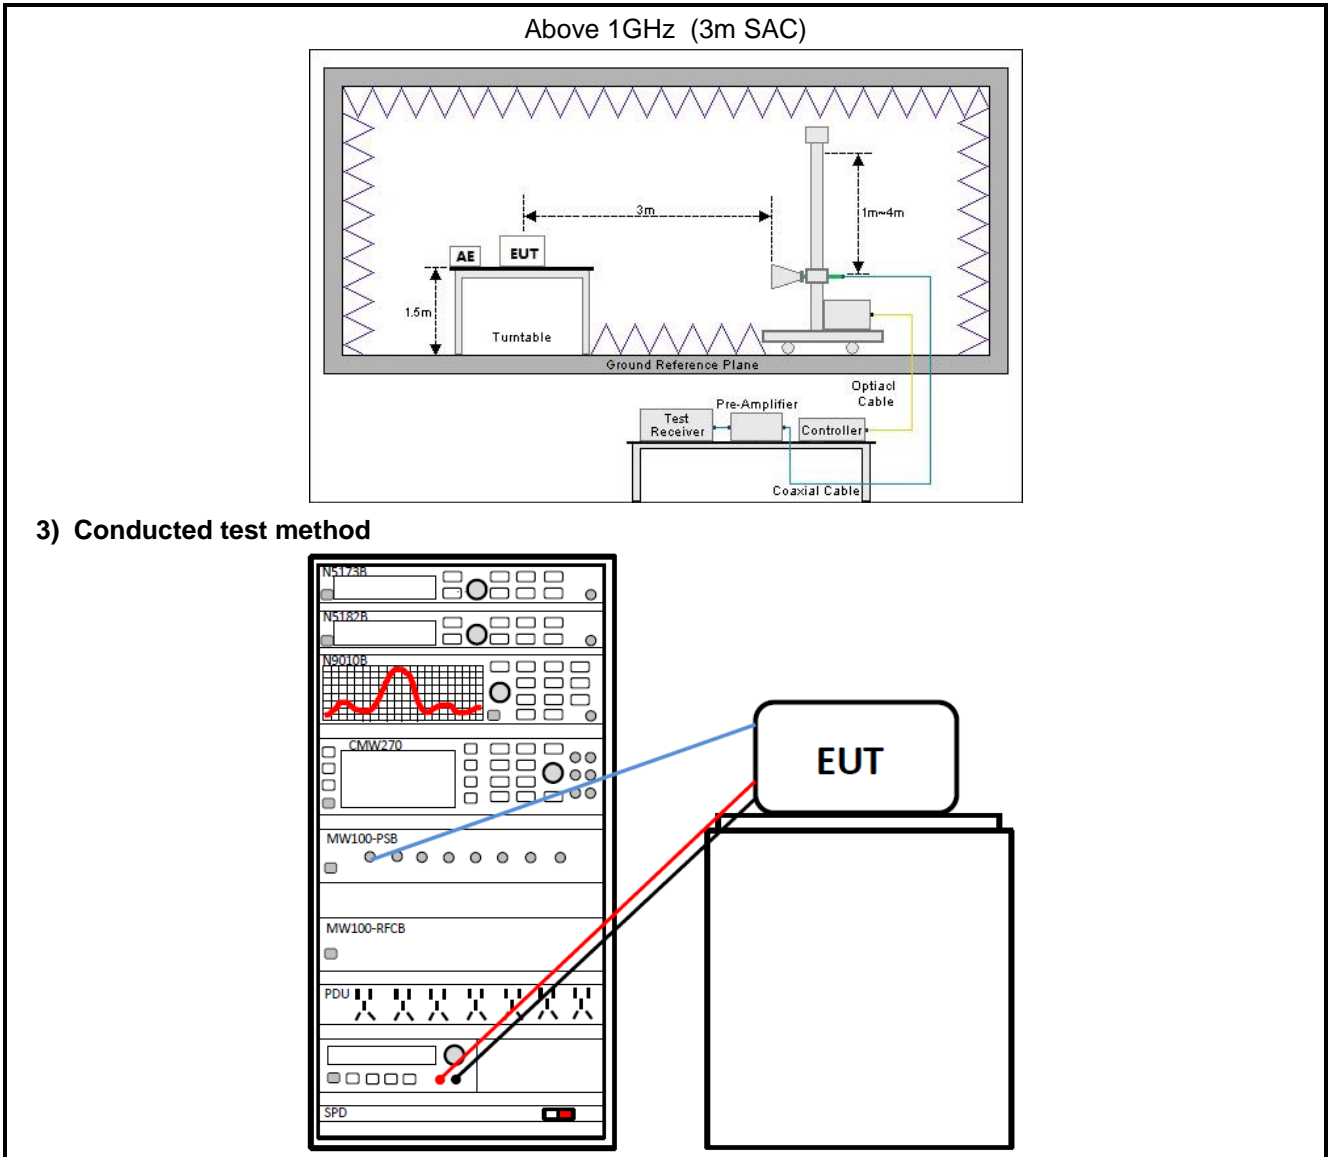 Above 1GHz (3m SAC)
3m
1m~4m
AE
EUT
1.5m
Turntable
Ground Reference Plane
Optiacl
Cable
Pre-Amplifier
Test
Receiver
Controller
Coaxial Cable
3) Conducted test method
N5173B
N5182B
N9010B
CMW270
EUT
MW100-PSB
MW100-RFCB
PDU
SPD